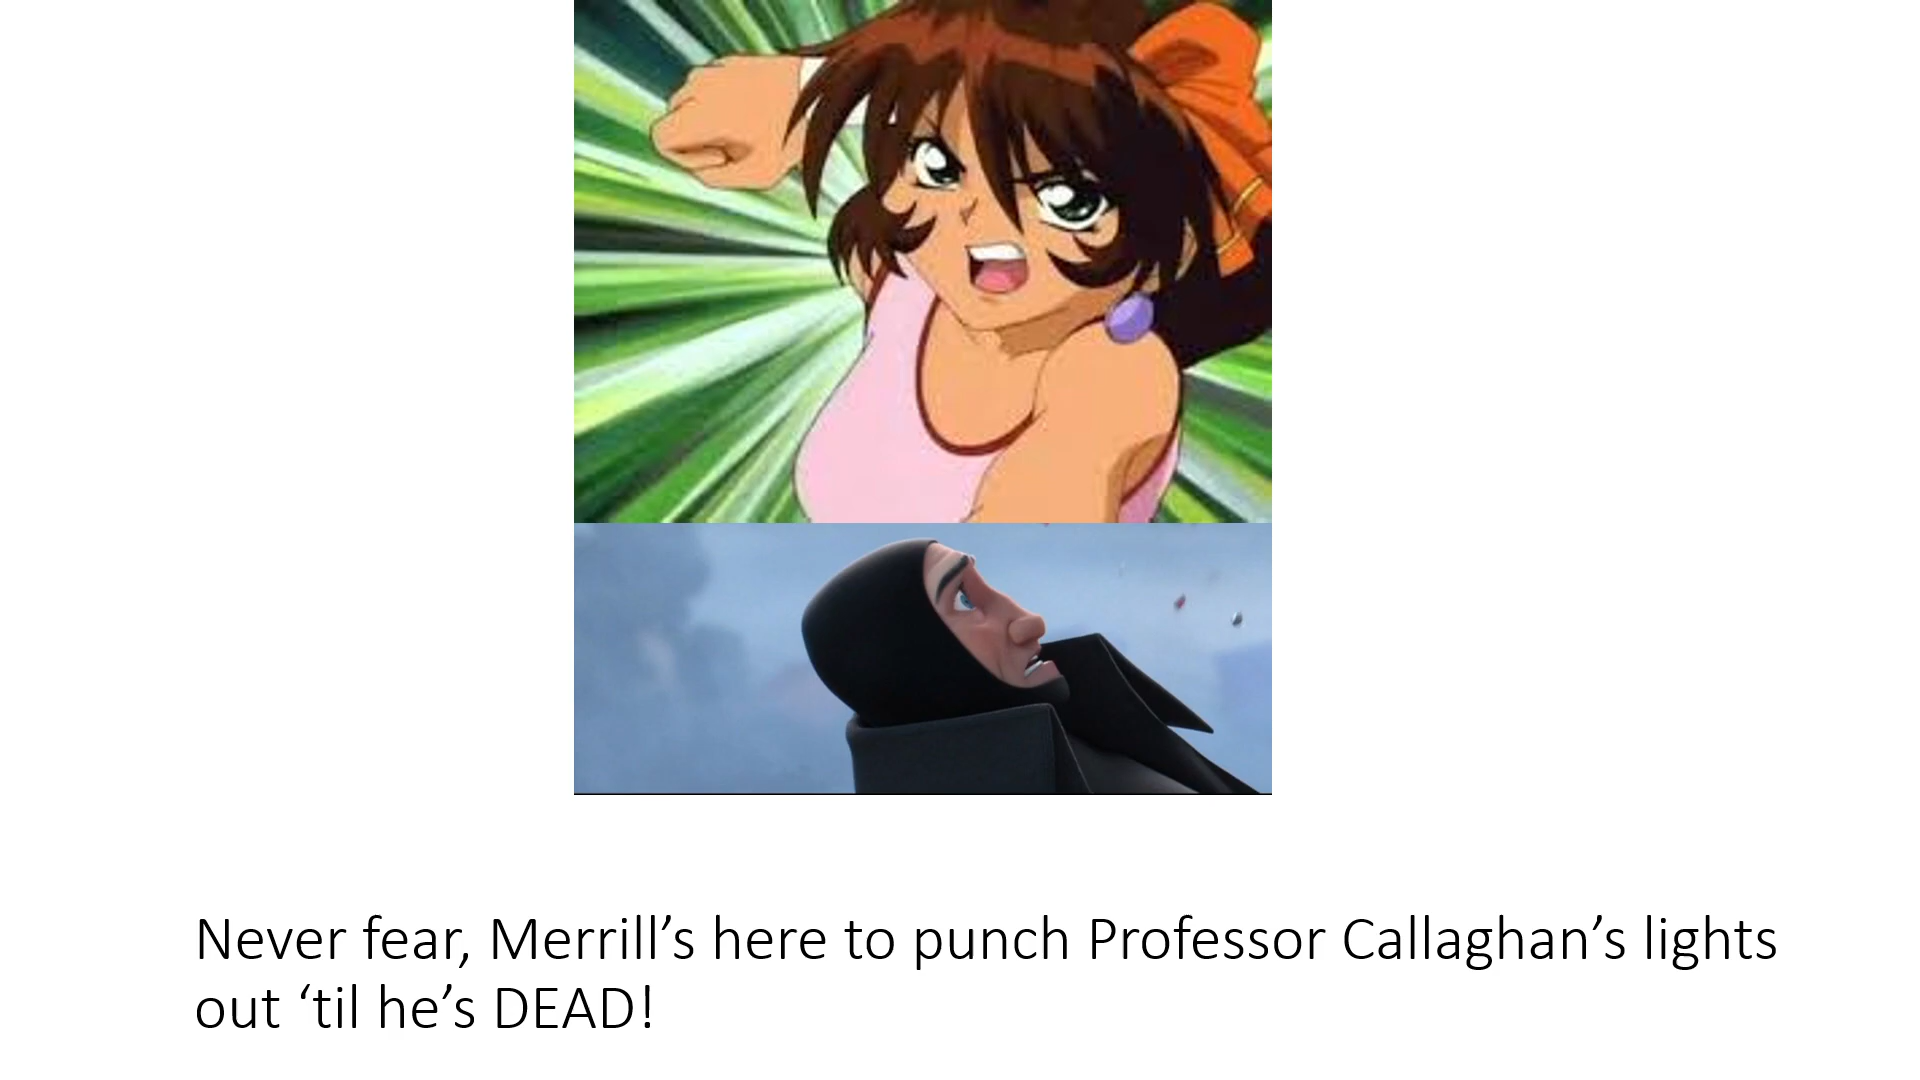 Never fear, Merrill’s here to punch Professor Callaghan’s lights
out ‘til he’s DEAD!